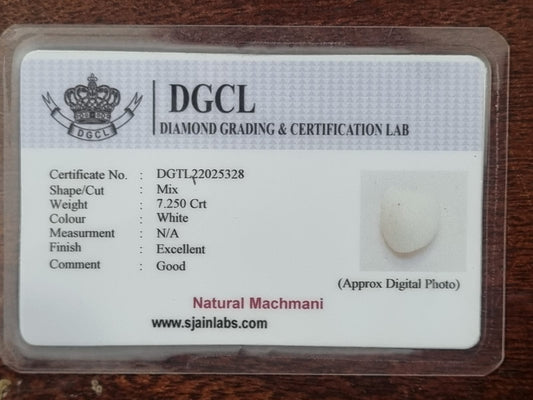 DGCL
DGCL
DIAMOND GRADING & CERTIFICATION LAB
Certificate No. : DGTL22025328
Shape/Cut : Mix
Weight : 7.250 Crt
Colour : White
Measurment : N/A
Finish : Excellent
Comment : Good
(Approx Digital Photo)
Natural Machmani
www.sjainlabs.com